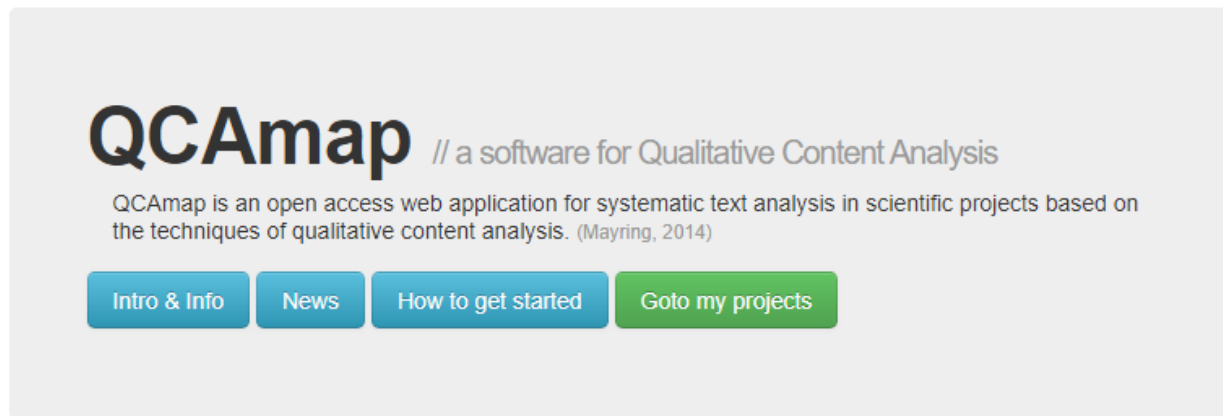 QCAmap // a software for Qualitative Content Analysis
QCAmap is an open access web application for systematic text analysis in scientific projects based on
the techniques of qualitative content analysis. (Mayring, 2014)
Intro & Info News How to get started Goto my projects